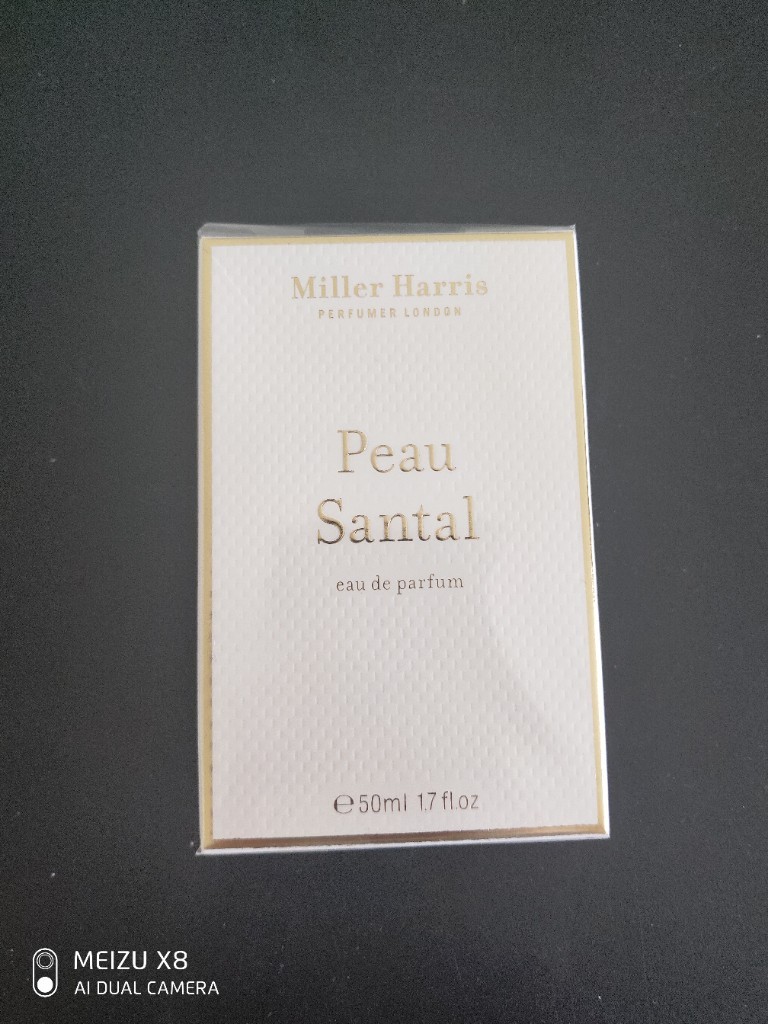 Miller Harris
PERFUMER LONDON
Peau
Santal
eau de parfum
℮50ml 1.7 fl.oz
MEIZU X8
AI DUAL CAMERA